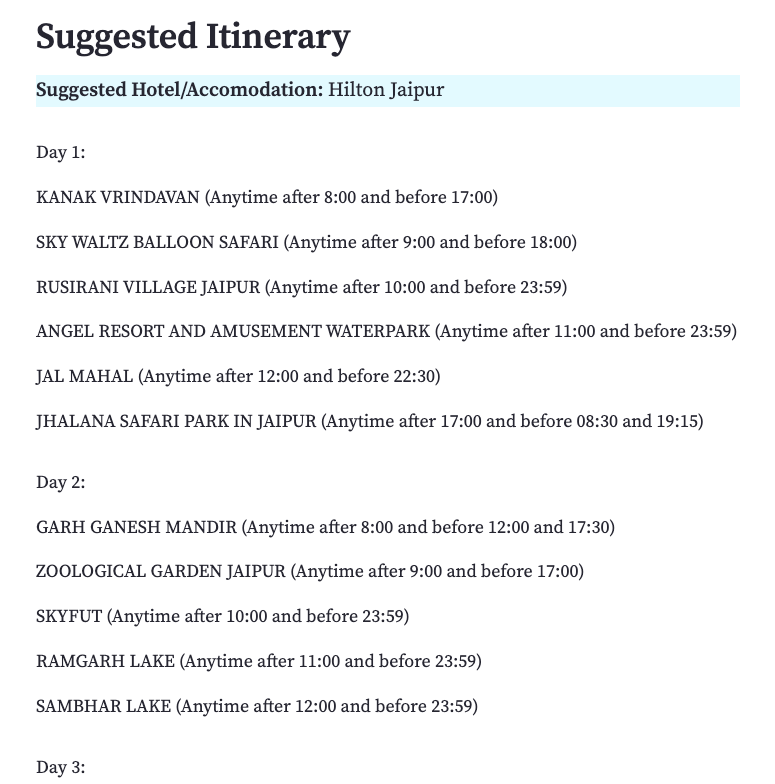 Suggested Itinerary
Suggested Hotel/Accomodation: Hilton Jaipur
Day 1:
KANAK VRINDAVAN (Anytime after 8:00 and before 17:00)
SKY WALTZ BALLOON SAFARI (Anytime after 9:00 and before 18:00)
RUSIRANI VILLAGE JAIPUR (Anytime after 10:00 and before 23:59)
ANGEL RESORT AND AMUSEMENT WATERPARK (Anytime after 11:00 and before 23:59)
JAL MAHAL (Anytime after 12:00 and before 22:30)
JHALANA SAFARI PARK IN JAIPUR (Anytime after 17:00 and before 08:30 and 19:15)
Day 2:
GARH GANESH MANDIR (Anytime after 8:00 and before 12:00 and 17:30)
ZOOLOGICAL GARDEN JAIPUR (Anytime after 9:00 and before 17:00)
SKYFUT (Anytime after 10:00 and before 23:59)
RAMGARH LAKE (Anytime after 11:00 and before 23:59)
SAMBHAR LAKE (Anytime after 12:00 and before 23:59)
Day 3: